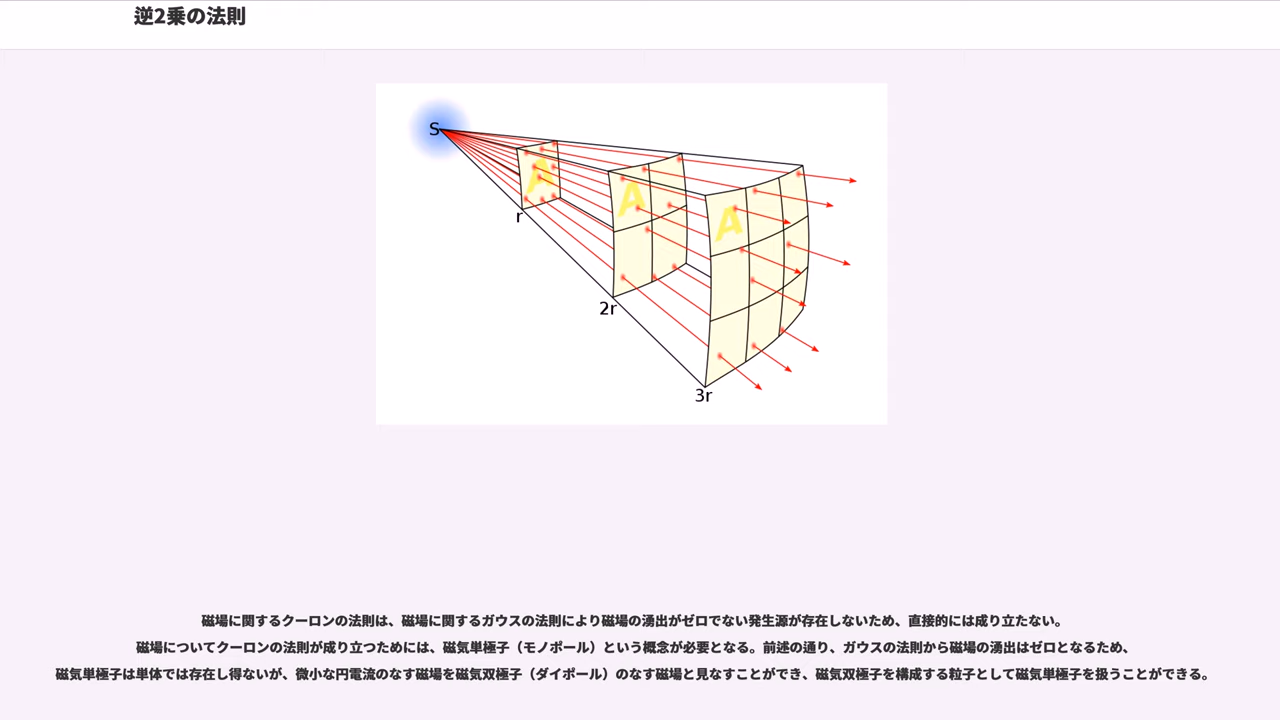 逆2乗の法則
S
A
A
A
r
2r
3r
磁場に関するクーロンの法則は、磁場に関するガウスの法則により磁場の湧出がゼロでない発生源が存在しないため、直接的には成り立たない。
磁場についてクーロンの法則が成り立つためには、磁気単極子（モノポール）という概念が必要となる。前述の通り、ガウスの法則から磁場の湧出はゼロとなるため、
磁気単極子は単体では存在し得ないが、微小な円電流のなす磁場を磁気双極子（ダイポール）のなす磁場と見なすことができ、磁気双極子を構成する粒子として磁気単極子を扱うことができる。